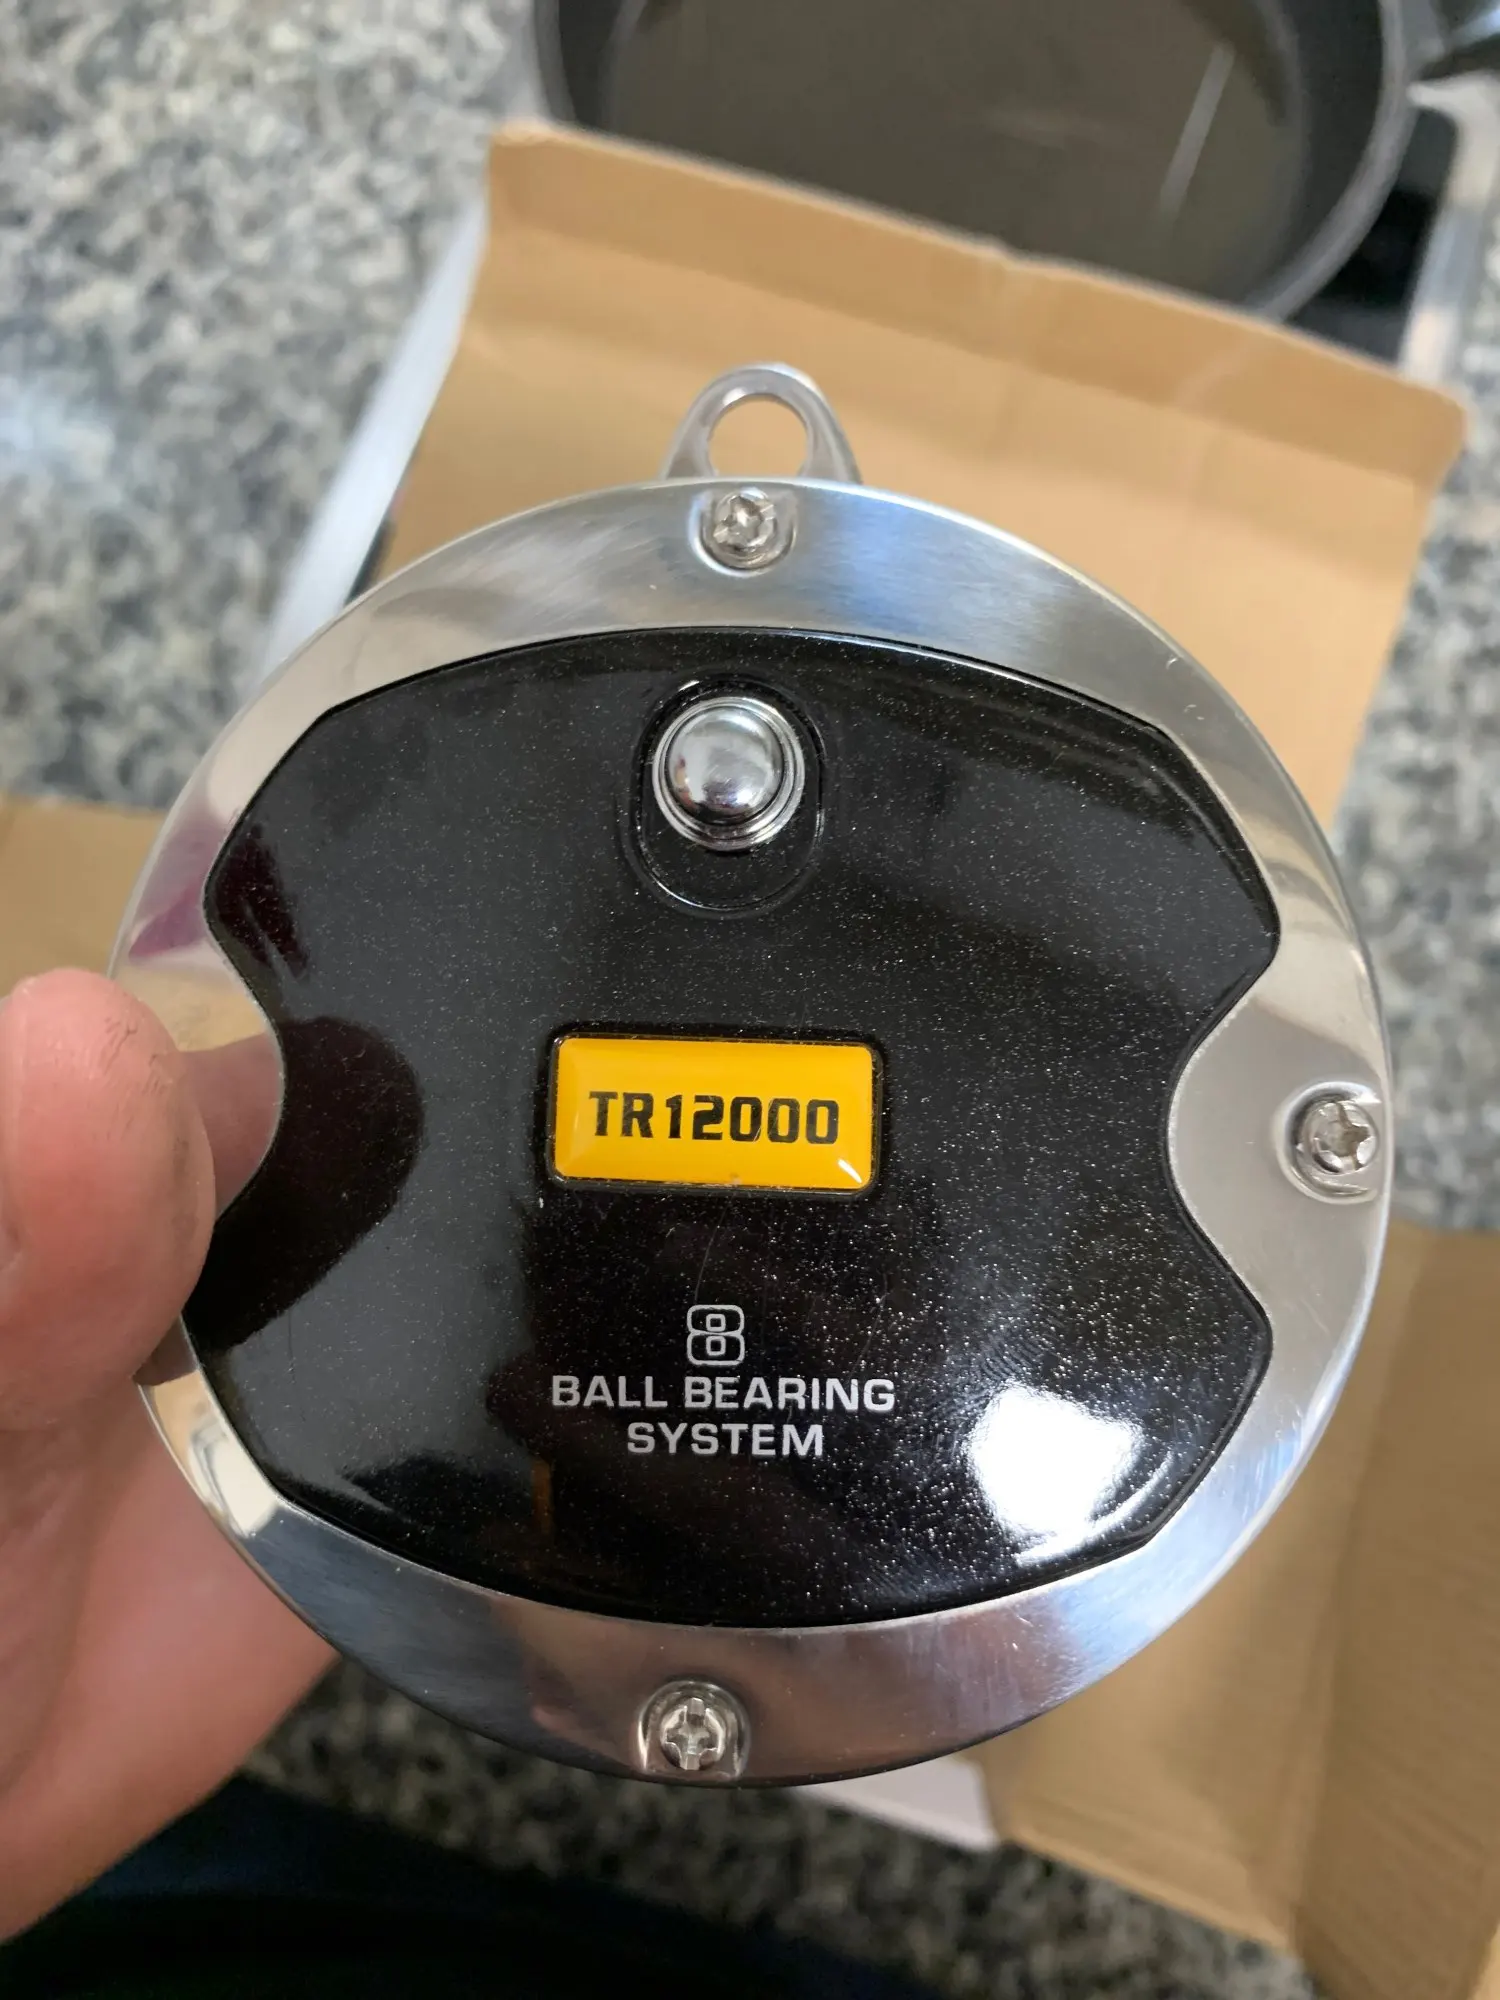 TR12000
8
BALL BEARING
SYSTEM